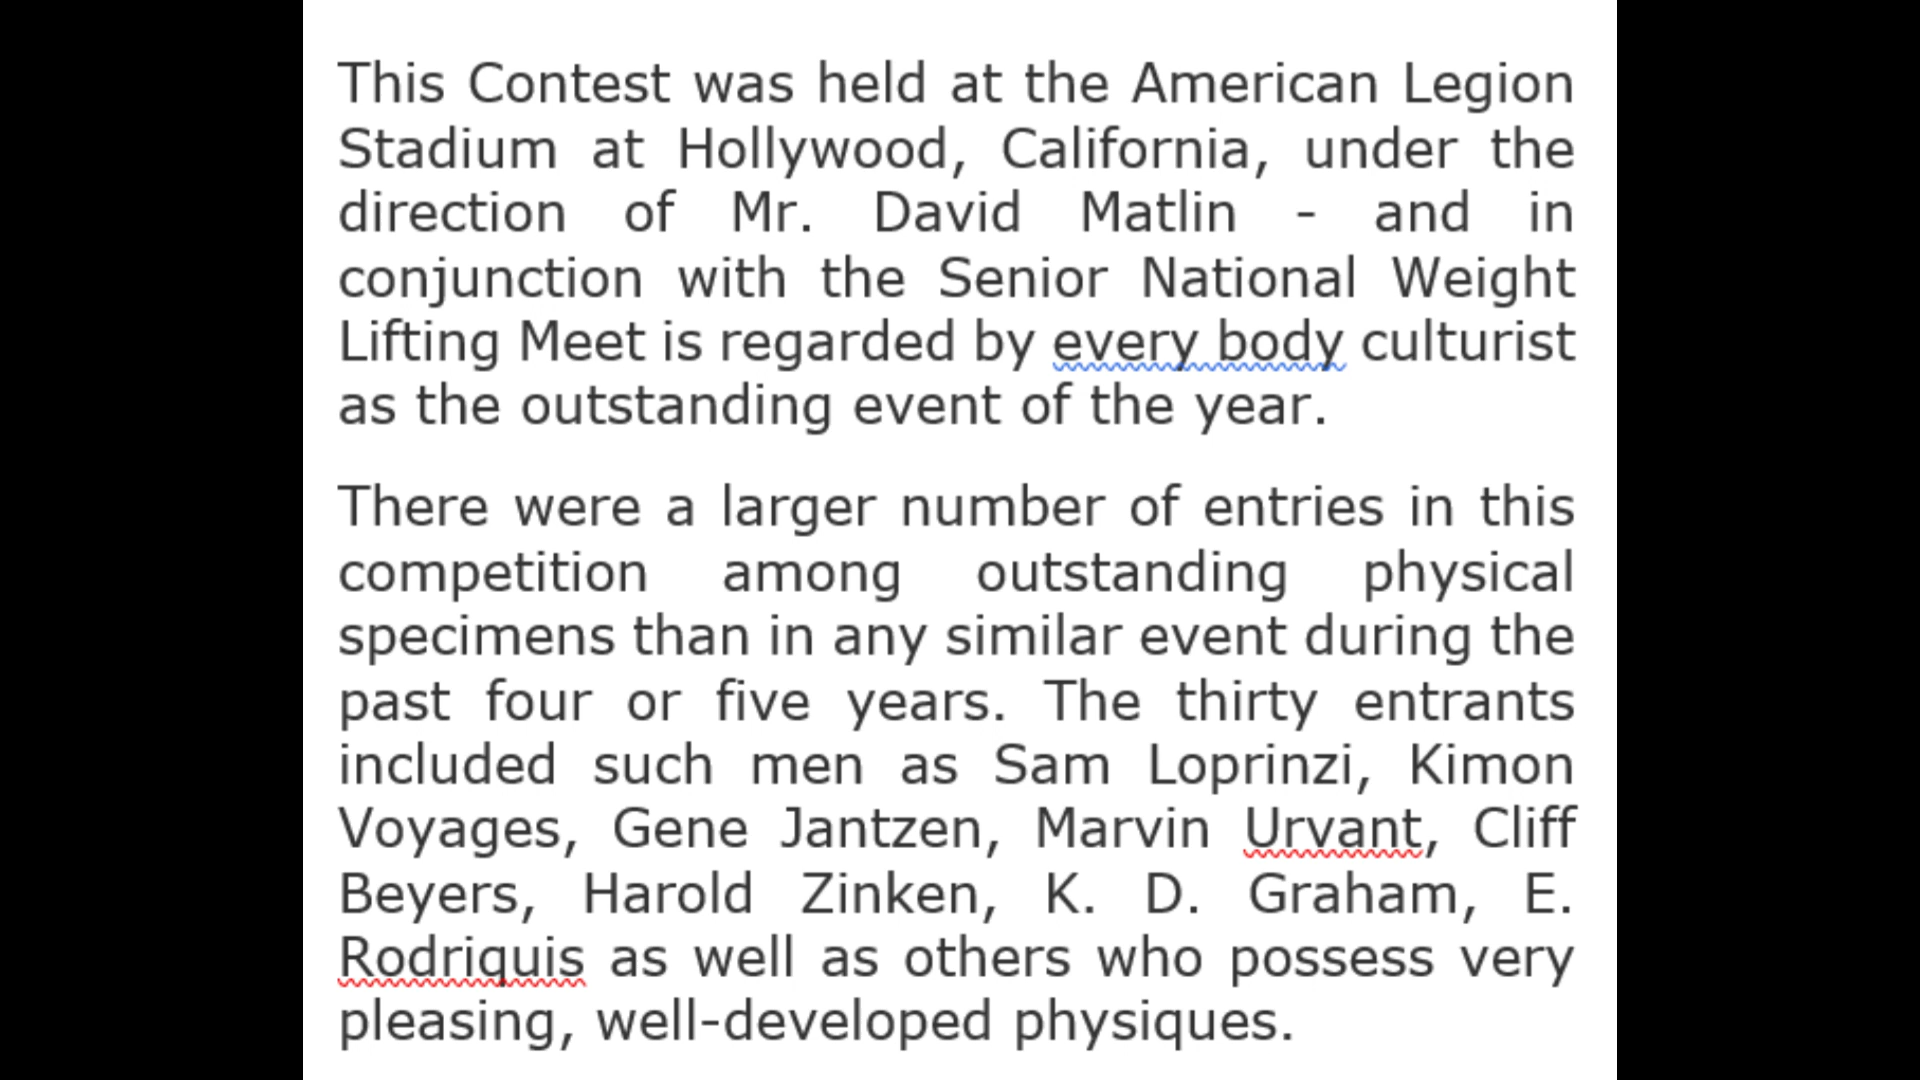 This Contest was held at the American Legion
Stadium at Hollywood, California, under the
direction of Mr. David Matlin - and in
conjunction with the Senior National Weight
Lifting Meet is regarded by every body culturist
as the outstanding event of the year.
There were a larger number of entries in this
competition among outstanding physical
specimens than in any similar event during the
past four or five years. The thirty entrants
included such men as Sam Loprinzi, Kimon
Voyages, Gene Jantzen, Marvin Urvant, Cliff
Beyers, Harold Zinken, K. D. Graham, E.
Rodriquis as well as others who possess very
pleasing, well-developed physiques.